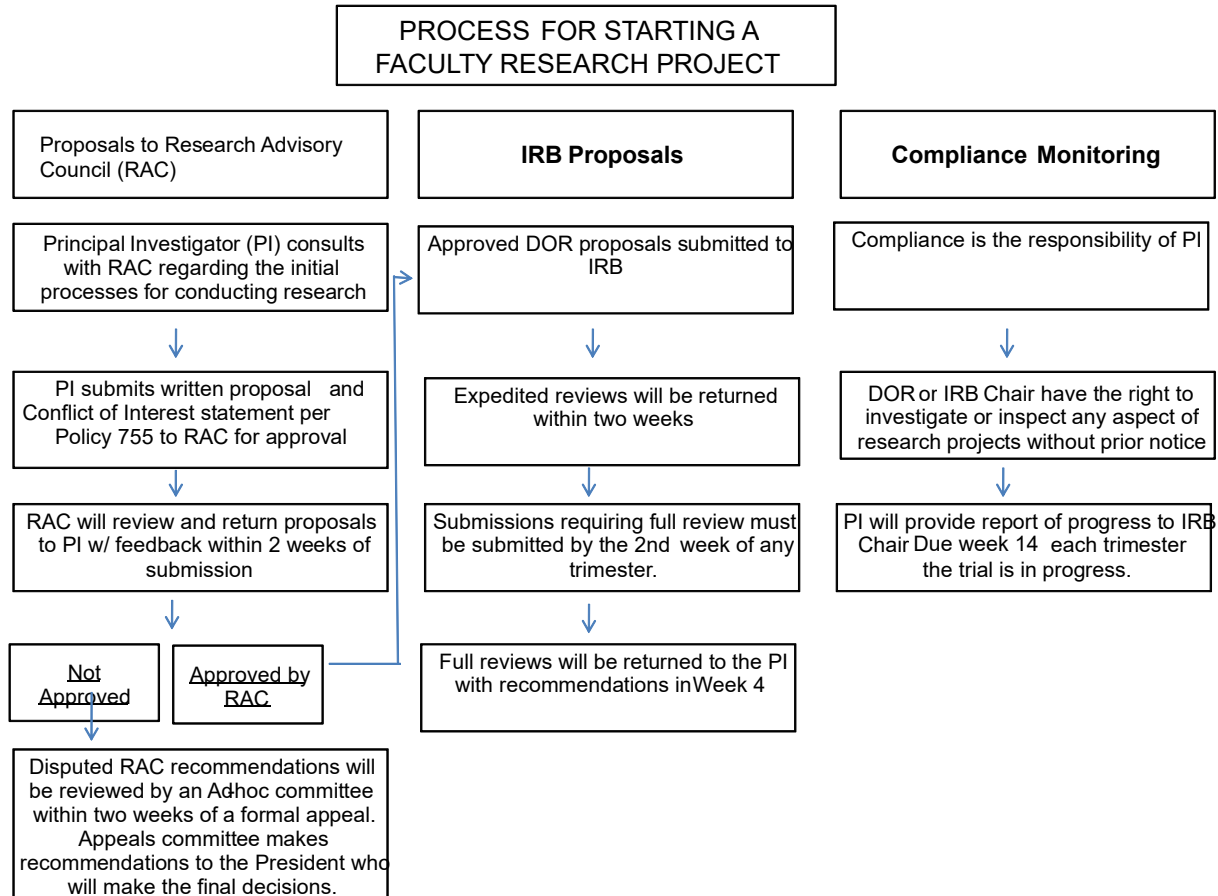 PROCESS FOR STARTING A
FACULTY RESEARCH PROJECT
Proposals to Research Advisory
Council (RAC)
Principal Investigator (PI) consults
with RAC regarding the initial
processes for conducting research
PI submits written proposal and
Conflict of Interest statement per
Policy 755 to RAC for approval
RAC will review and return proposals
to PI w/ feedback within 2 weeks of
submission
Not
Approved
Approved by
RAC
Disputed RAC recommendations will
be reviewed by an Ad-hoc committee
within two weeks of a formal appeal.
Appeals committee makes
recommendations to the President who
will make the final decisions.
IRB Proposals
Approved DOR proposals submitted to
IRB
Expedited reviews will be returned
within two weeks
Submissions requiring full review must
be submitted by the 2nd week of any
trimester.
Full reviews will be returned to the PI
with recommendations in Week 4
Compliance Monitoring
Compliance is the responsibility of PI
DOR or IRB Chair have the right to
investigate or inspect any aspect of
research projects without prior notice
PI will provide report of progress to IRB
Chair Due week 14 each trimester
the trial is in progress.